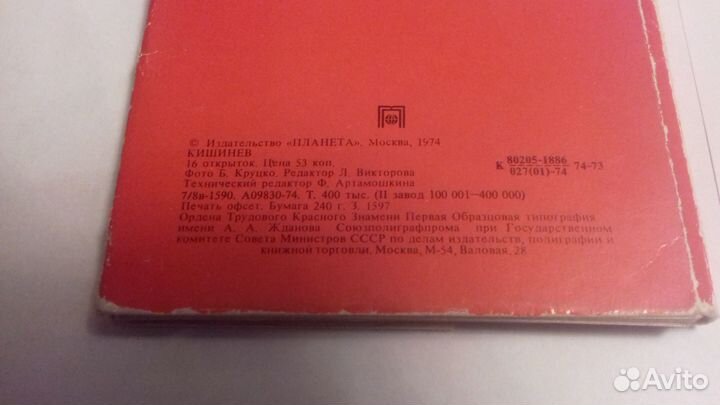 © Издательство «ПЛАНЕТА». Москва, 1974
КИШИНЕВ
16 открыток. Цена 53 коп.
Фото Б. Круцко. Редактор Л. Викторова
Технический редактор Ф. Артамошкина
7/8в-1590. А09830-74. Т. 400 тыс. (II завод 100 001—400 000)
Печать офсет. Бумага 240 г. З. 1597
Ордена Трудового Красного Знамени Первая Образцовая типография
имени А. А. Жданова Союзполиграфпрома при Государственном
комитете Совета Министров СССР по делам издательств, полиграфии и
книжной торговли. Москва, М-54, Валовая, 28
К 80205-1886 74-73
027(01)-74
Avito